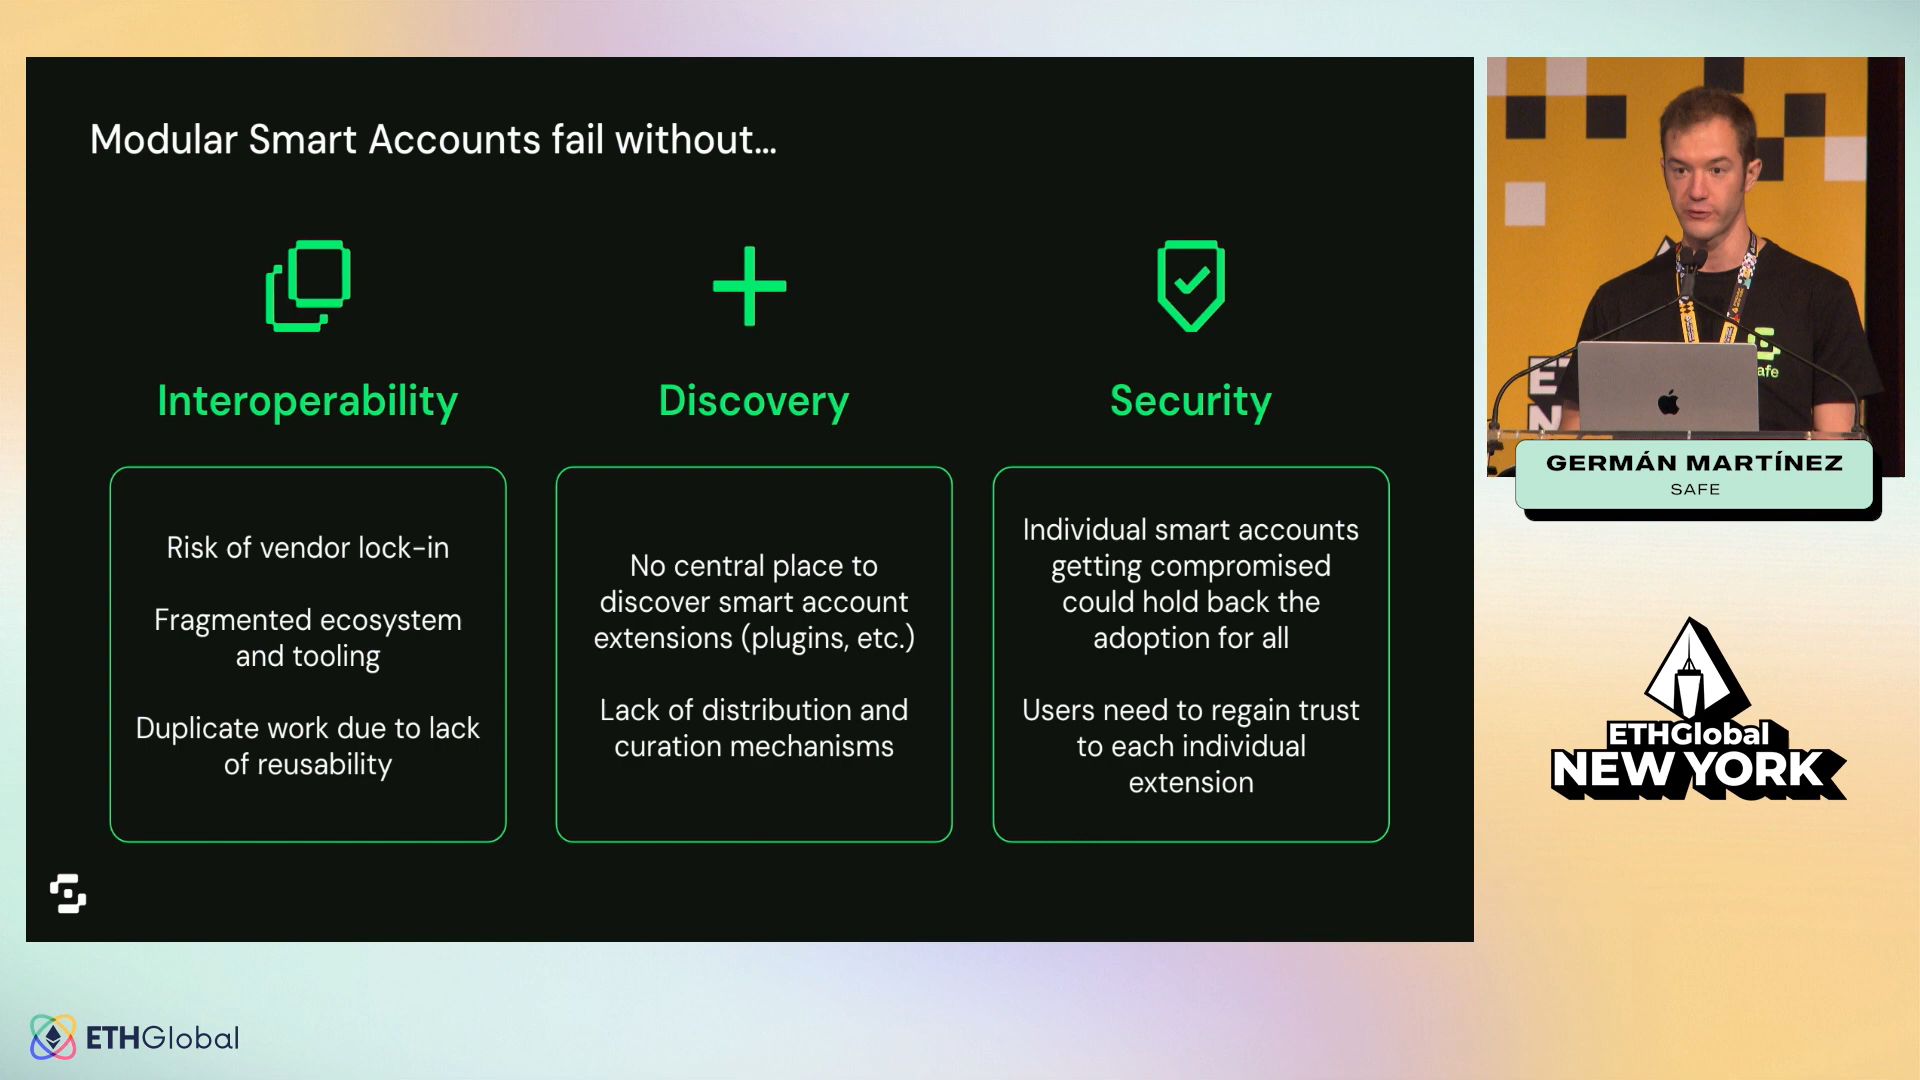 Modular Smart Accounts fail without...
Interoperability
Risk of vendor lock-in
Fragmented ecosystem
and tooling
Duplicate work due to lack
of reusability
Discovery
No central place to
discover smart account
extensions (plugins, etc.)
Lack of distribution and
curation mechanisms
Security
Individual smart accounts
getting compromised
could hold back the
adoption for all
Users need to regain trust
to each individual
extension
GERMÁN MARTÍNEZ
SAFE
ETHGlobal
NEW YORK
ETHGlobal